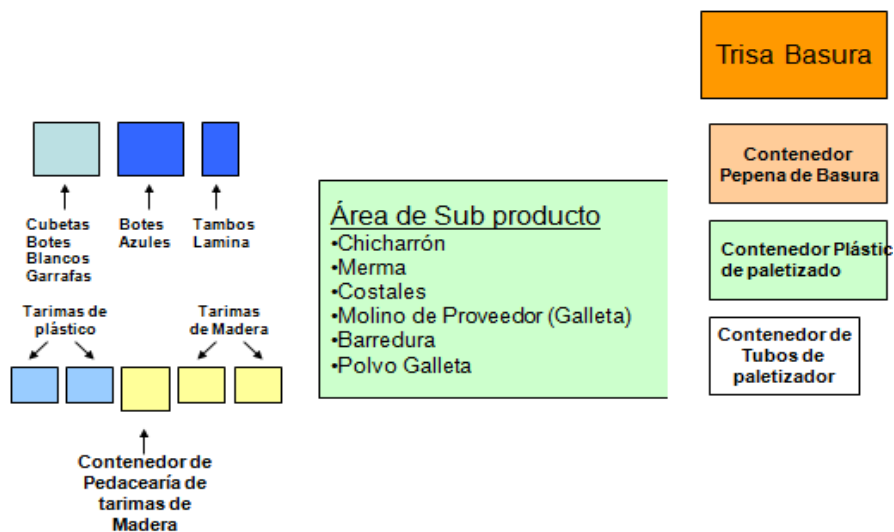 Trisa Basura
Contenedor
Pepena de Basura
Cubetas
Botes
Blancos
Garrafas
Botes
Azules
Tambos
Lamina
Área de Sub producto
•Chicharrón
•Merma
•Costales
•Molino de Proveedor (Galleta)
•Barredura
•Polvo Galleta
Contenedor Plástic
de paletizado
Tarimas de
plástico
Tarimas
de Madera
Contenedor de
Tubos de
paletizador
Contenedor de
Pedacearía de
tarimas de
Madera